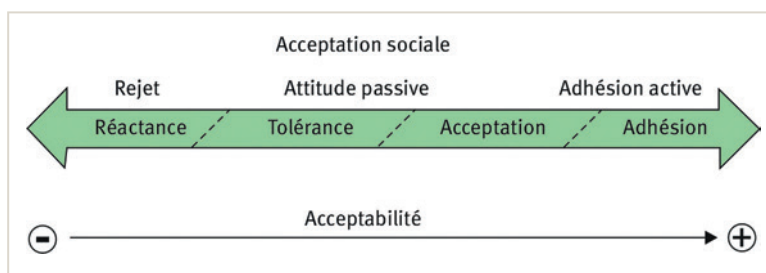 Acceptation sociale
Rejet Attitude passive Adhésion active
Réactance Tolérance Acceptation Adhésion
Acceptabilité
- +